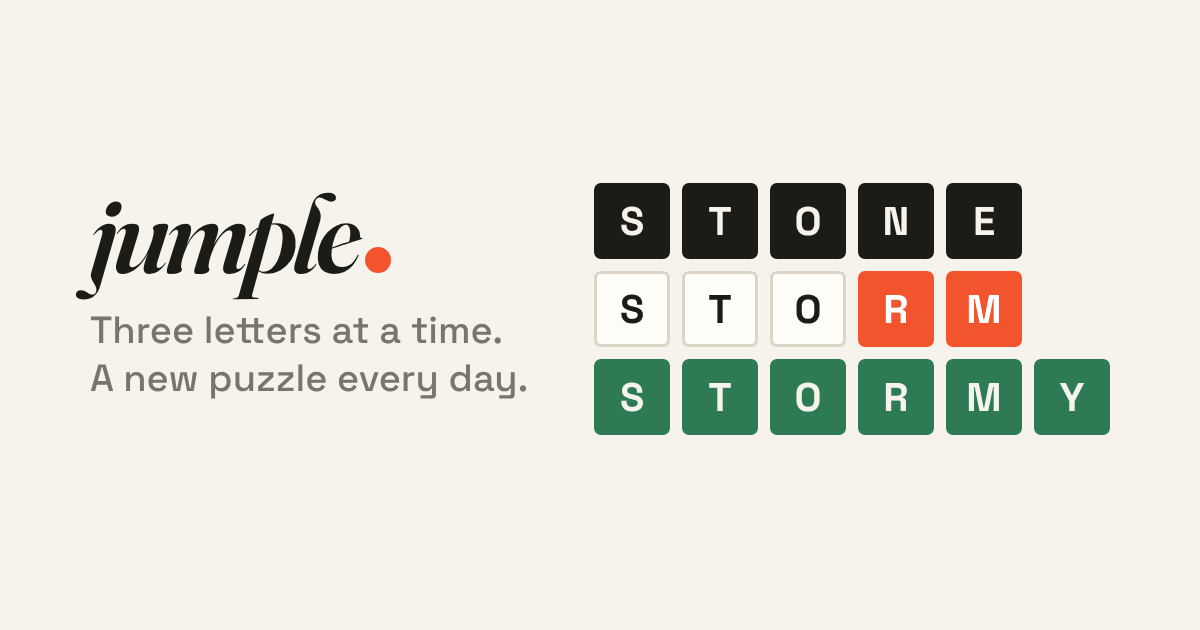 jumple.
Three letters at a time.
A new puzzle every day.
STONE
STORM
STORMY